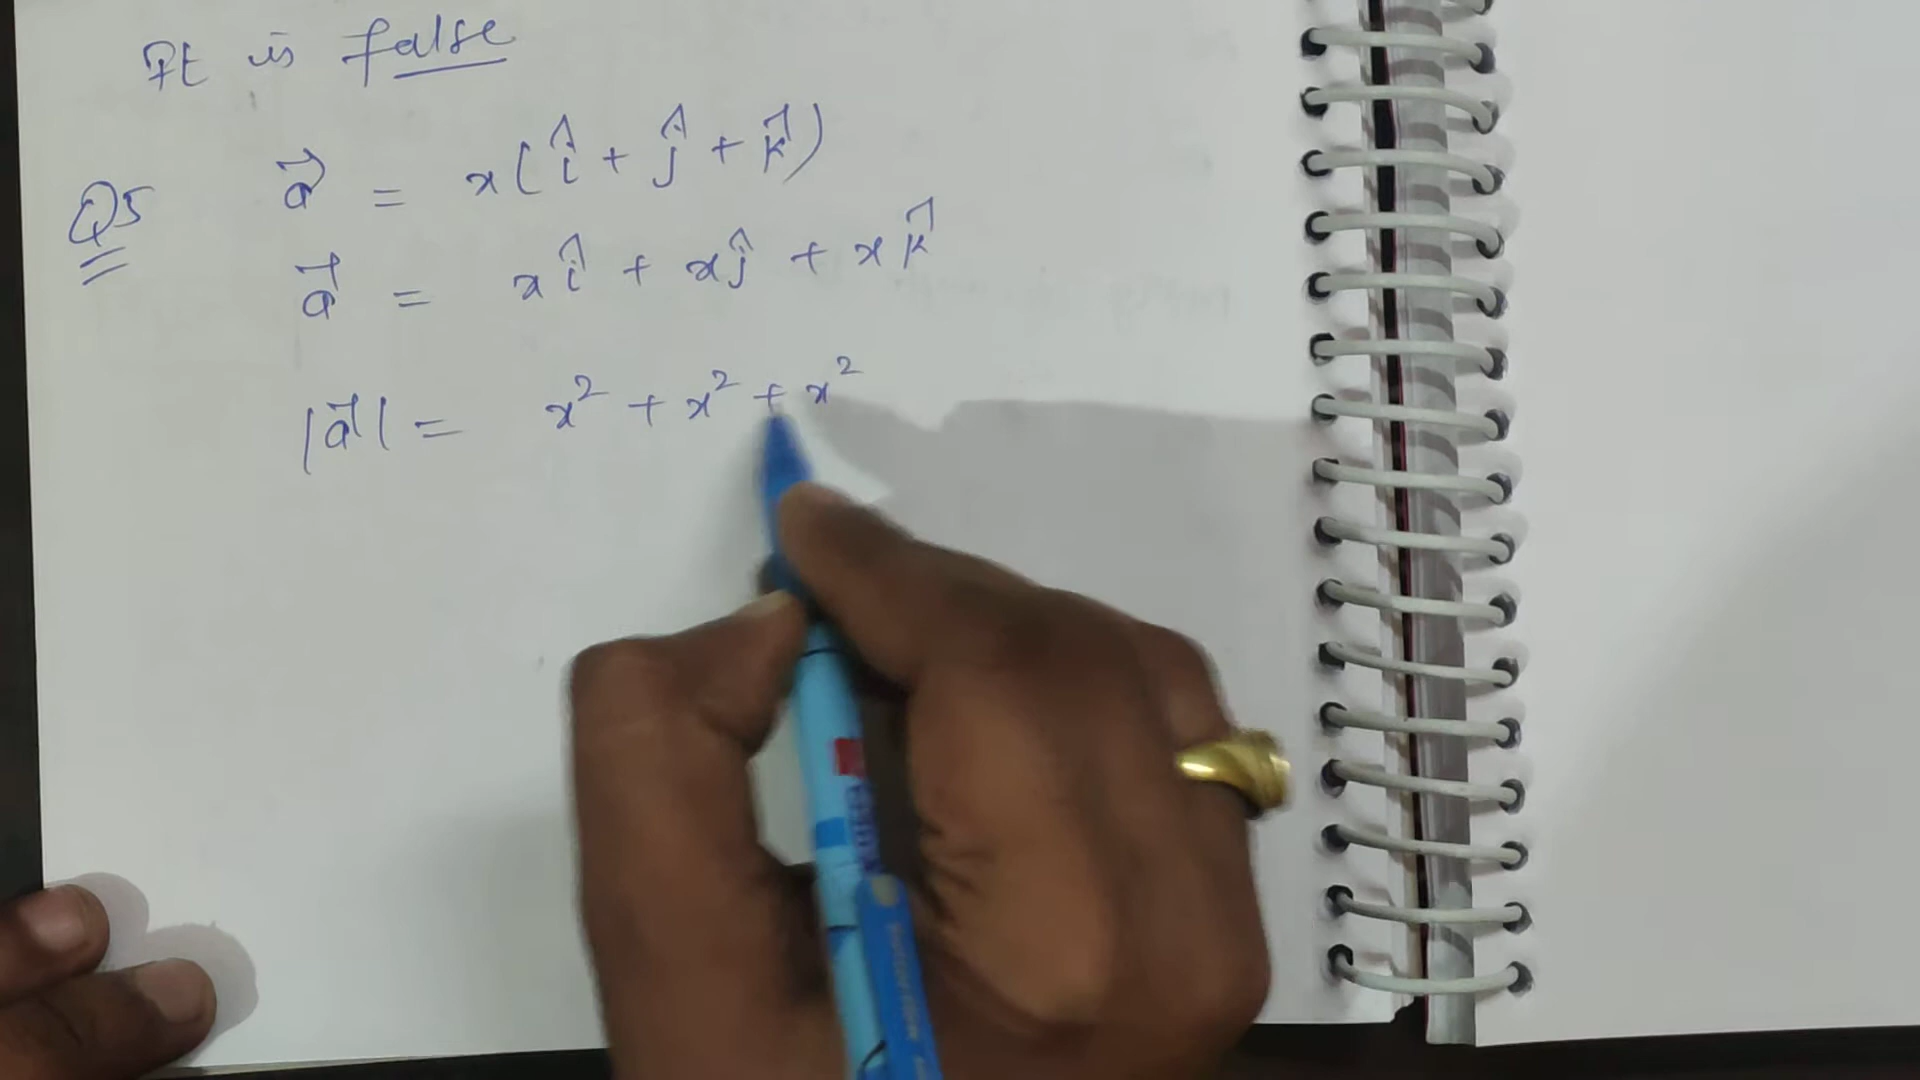 It is false
Q5 a⃗ = x(î + ĵ + k̂)
a⃗ = xî + xĵ + xk̂
|a⃗| = x² + x² + x²